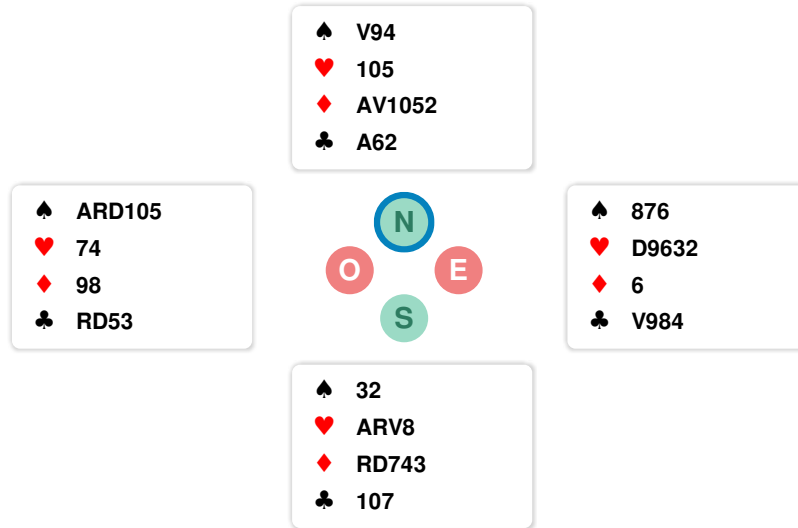 ♠ V94
♥ 105
♦ AV1052
♣ A62
♠ ARD105
♥ 74
♦ 98
♣ RD53
N
O E
S
♠ 876
♥ D9632
♦ 6
♣ V984
♠ 32
♥ ARV8
♦ RD743
♣ 107